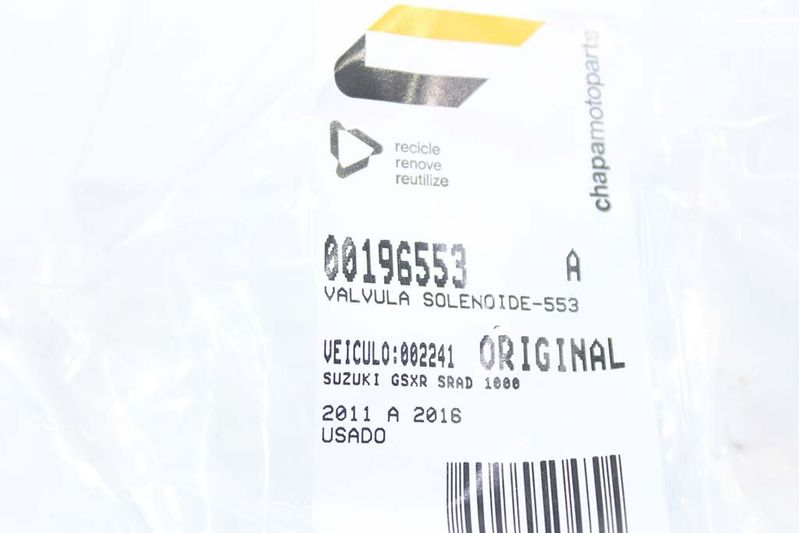 chapamotoparts
recicle
renove
reutilize
00196553 A
VALVULA SOLENOIDE-553
VEICULO:002241 ORIGINAL
SUZUKI GSXR SRAD 1000
2011 A 2016
USADO